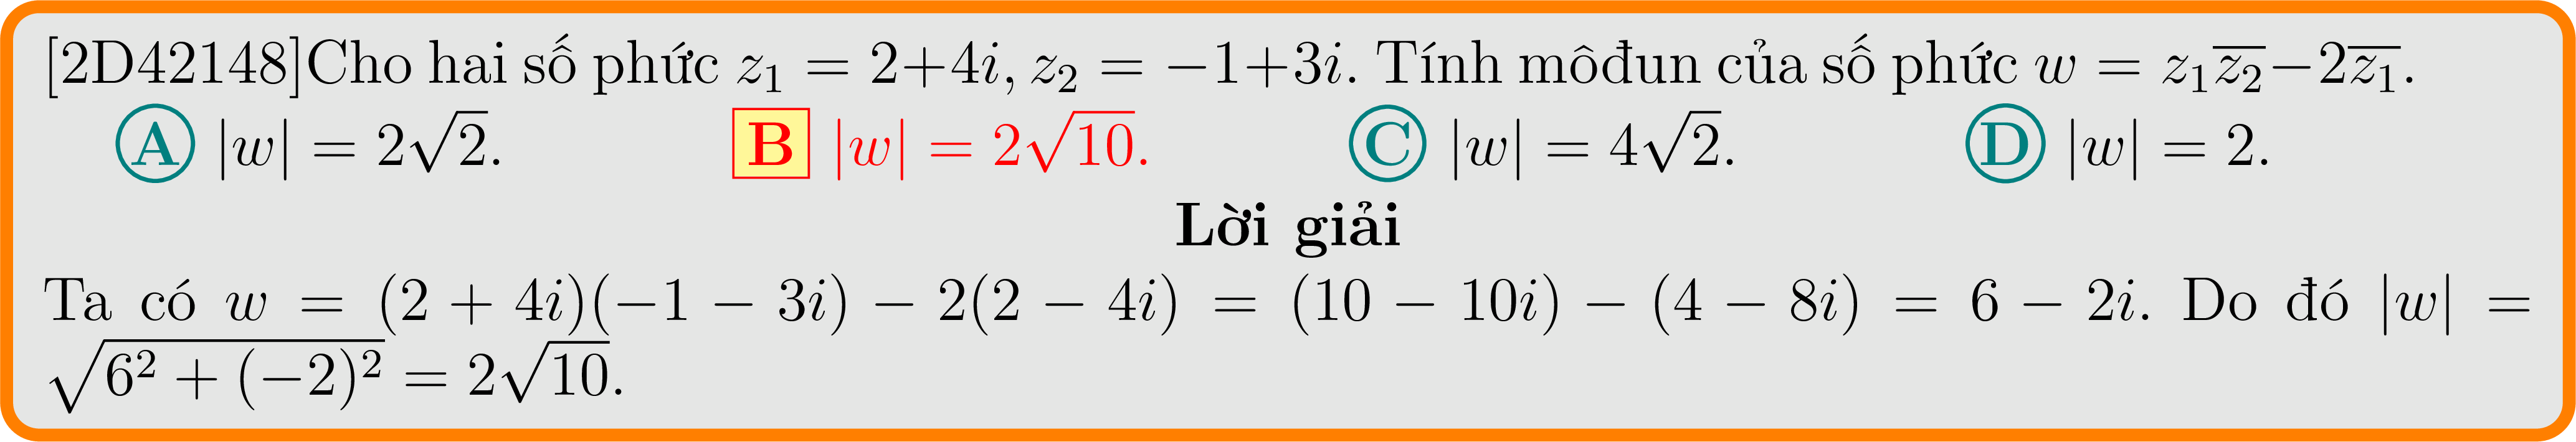 [2D42148]Cho hai số phức $z_1 = 2+4i, z_2 = -1+3i$. Tính môđun của số phức $w = z_1\overline{z_2}-2\overline{z_1}$.
A $|w| = 2\sqrt{2}$. B $|w| = 2\sqrt{10}$. C $|w| = 4\sqrt{2}$. D $|w| = 2$.
Lời giải
Ta có $w = (2 + 4i)(-1 - 3i) - 2(2 - 4i) = (10 - 10i) - (4 - 8i) = 6 - 2i$. Do đó $|w| =$
$\sqrt{6^2 + (-2)^2} = 2\sqrt{10}$.